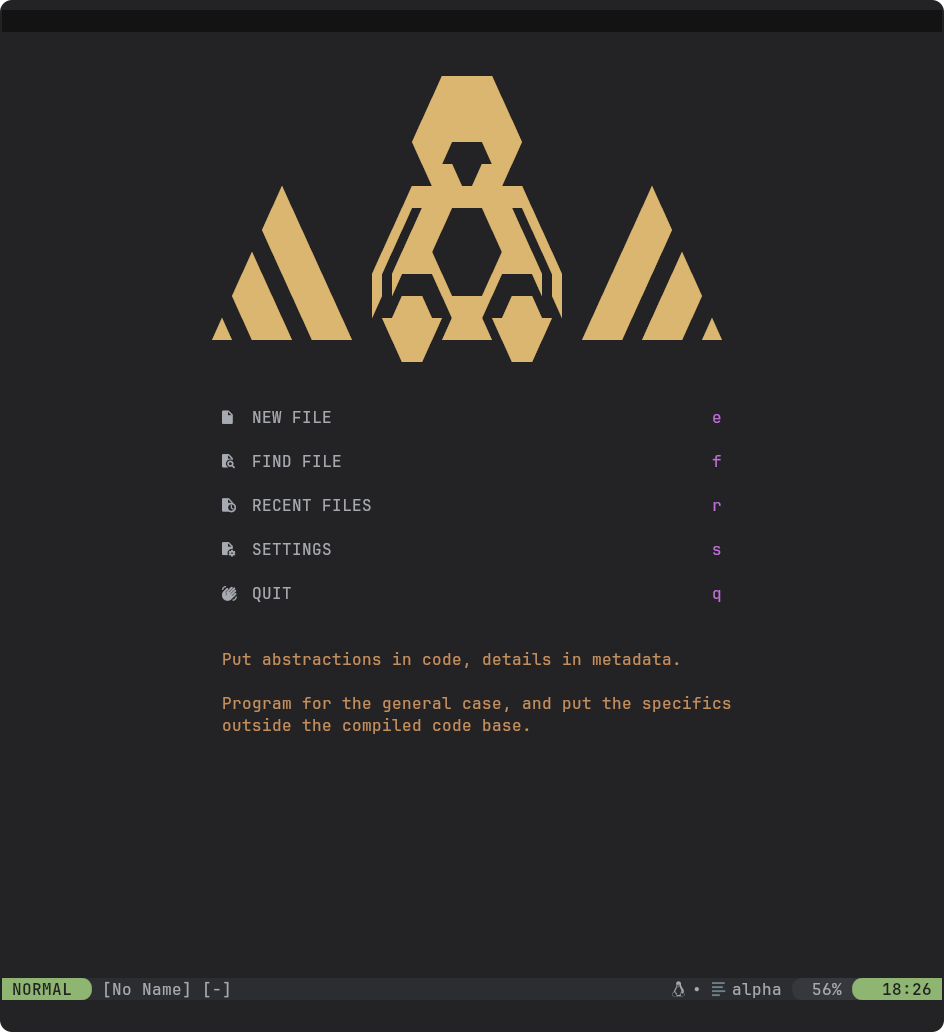 NEW FILE e
FIND FILE f
RECENT FILES r
SETTINGS s
QUIT q
Put abstractions in code, details in metadata.
Program for the general case, and put the specifics
outside the compiled code base.
NORMAL [No Name] [-] • alpha 56% 18:26